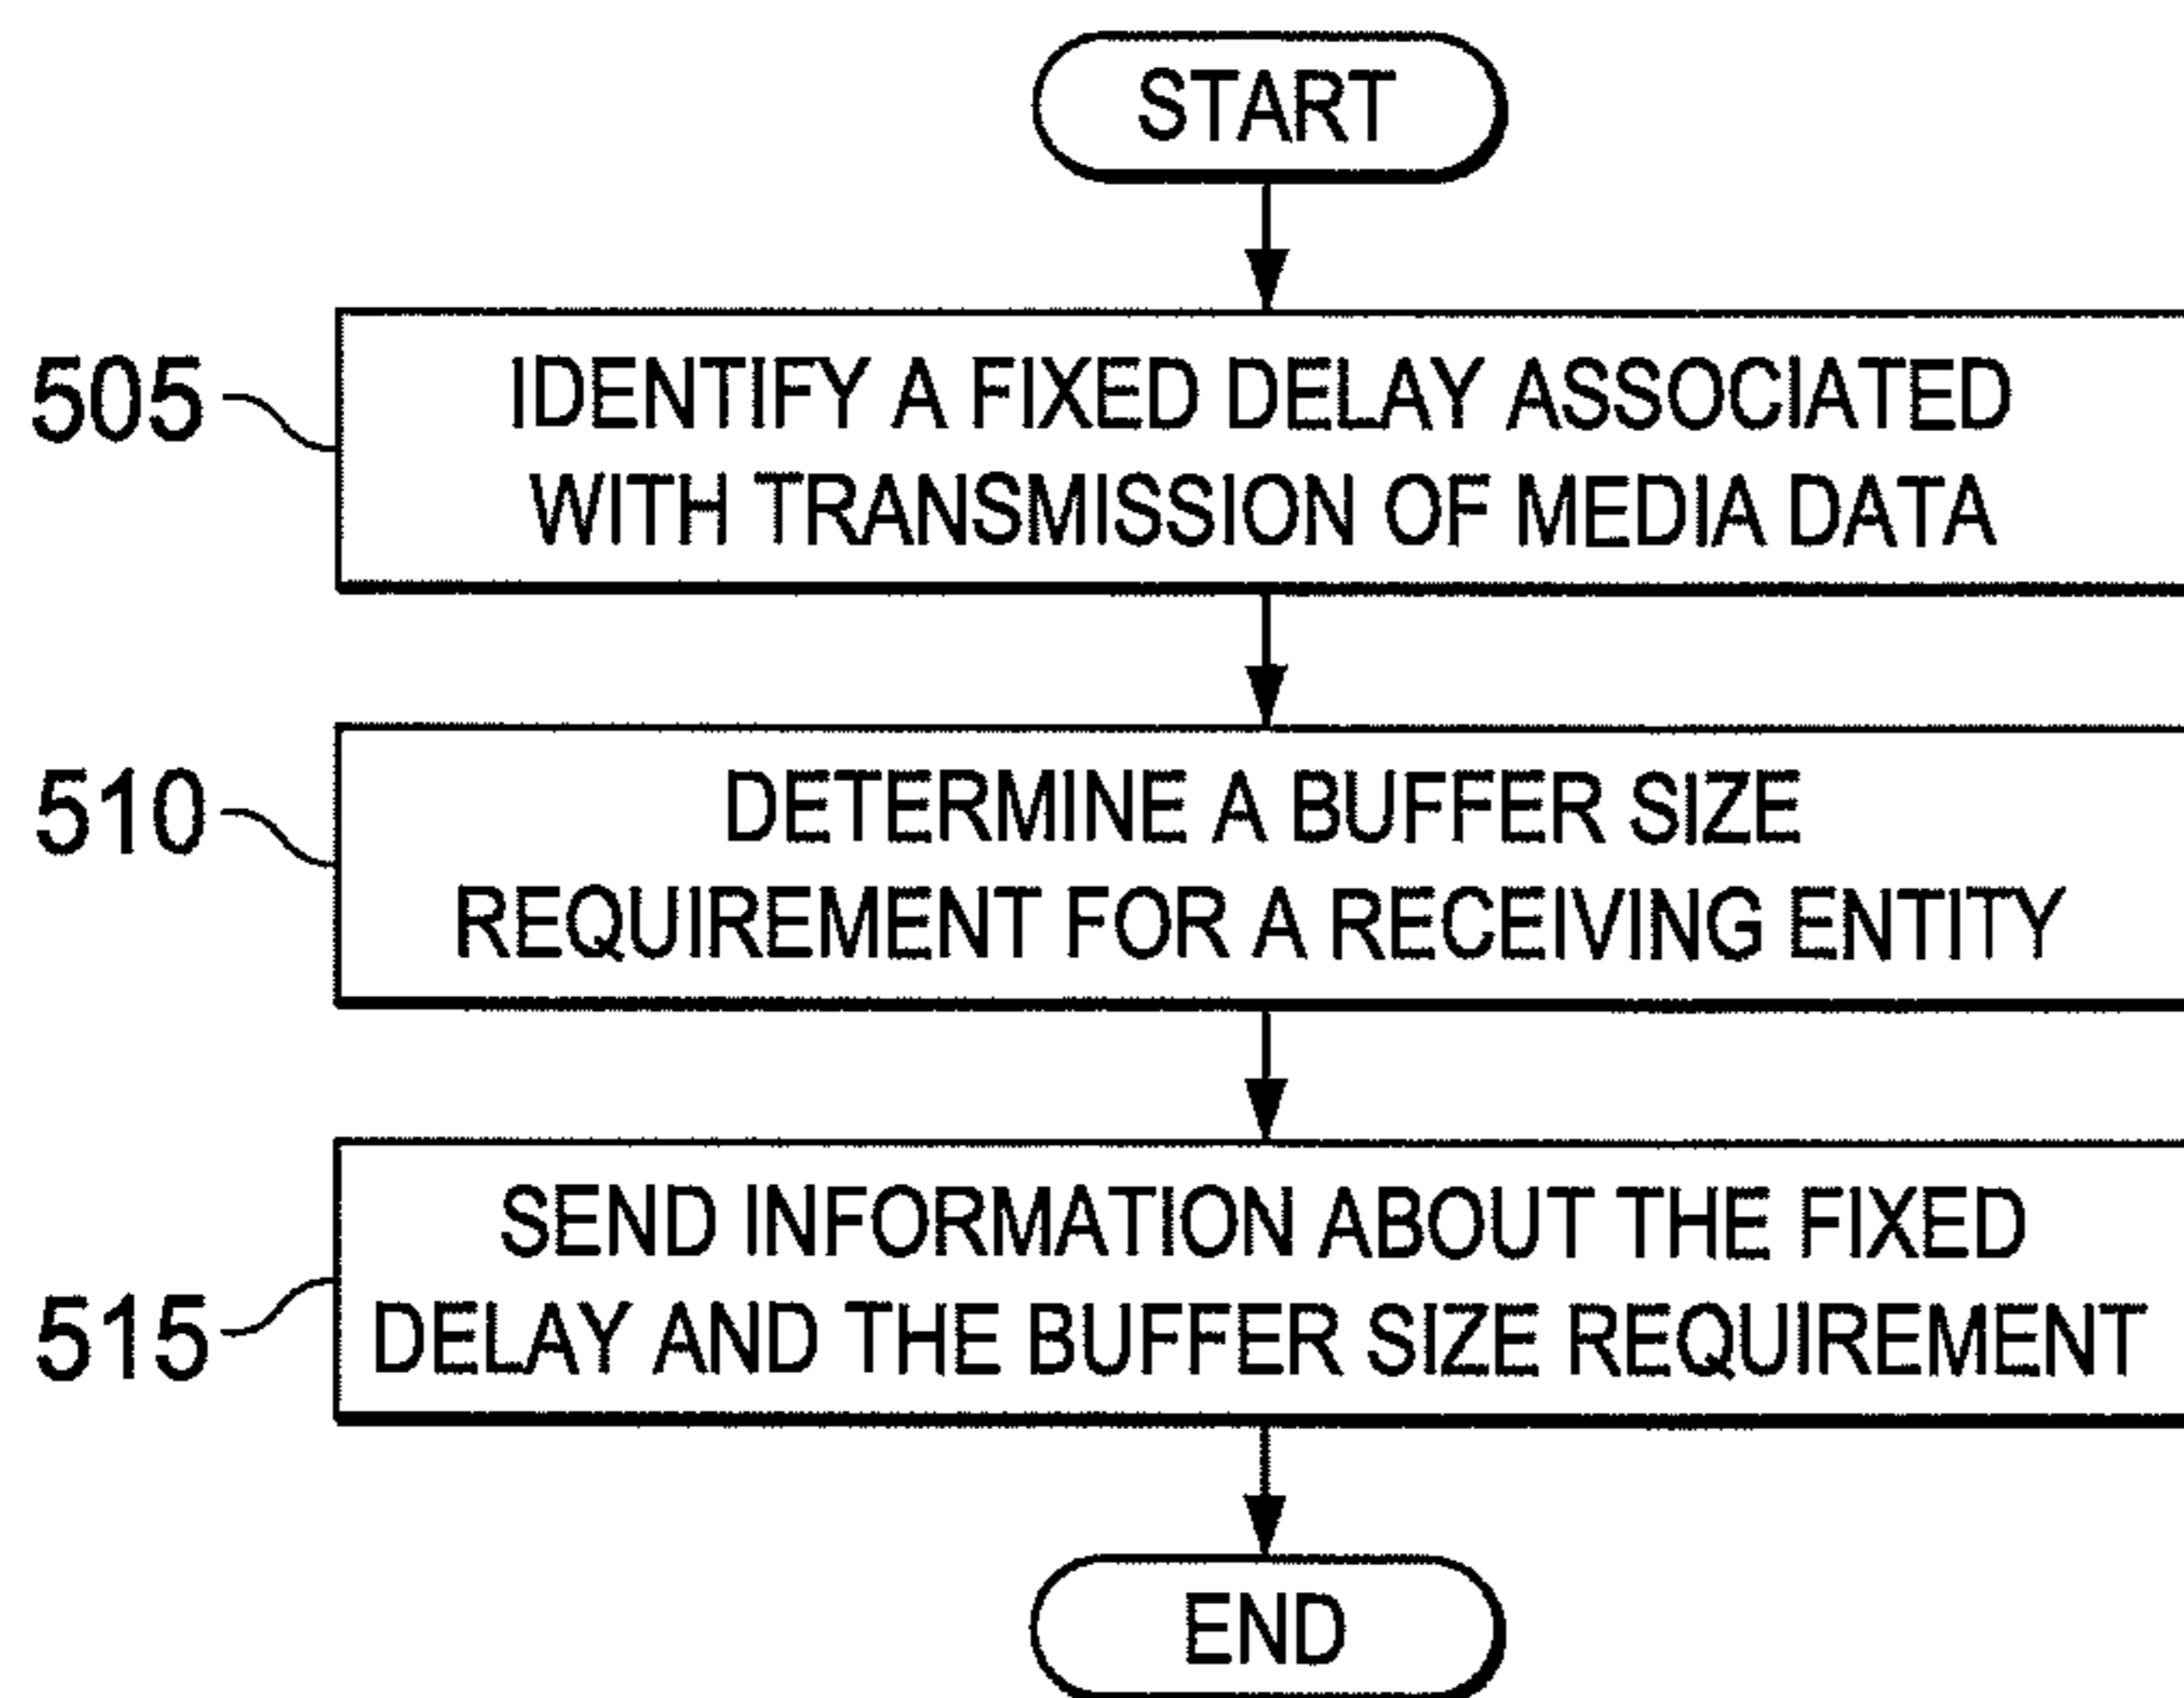 START
505
IDENTIFY A FIXED DELAY ASSOCIATED
WITH TRANSMISSION OF MEDIA DATA
510
DETERMINE A BUFFER SIZE
REQUIREMENT FOR A RECEIVING ENTITY
515
SEND INFORMATION ABOUT THE FIXED
DELAY AND THE BUFFER SIZE REQUIREMENT
END